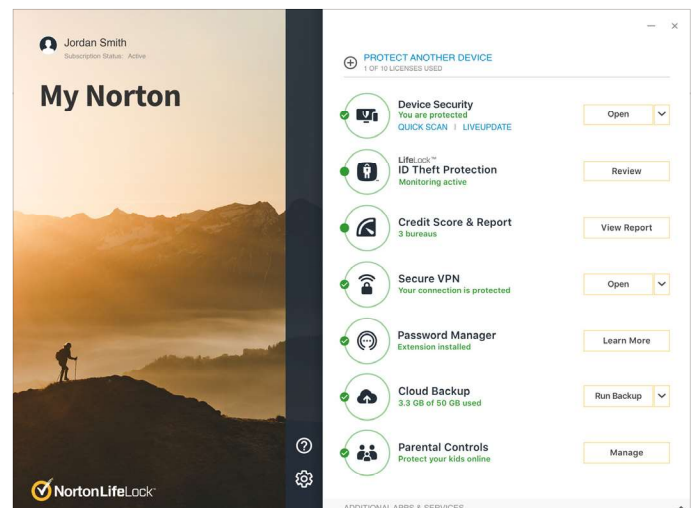 Jordan Smith
Subscription Status: Active
My Norton
NortonLifeLock
PROTECT ANOTHER DEVICE
1 OF 10 LICENSES USED
Device Security
You are protected
QUICK SCAN | LIVEUPDATE
Open
LifeLock™
ID Theft Protection
Monitoring active
Review
Credit Score & Report
3 bureaus
View Report
Secure VPN
Your connection is protected
Open
Password Manager
Extension installed
Learn More
Cloud Backup
3.3 GB of 50 GB used
Run Backup
Parental Controls
Protect your kids online
Manage
ADDITIONAL APPS & SERVICES